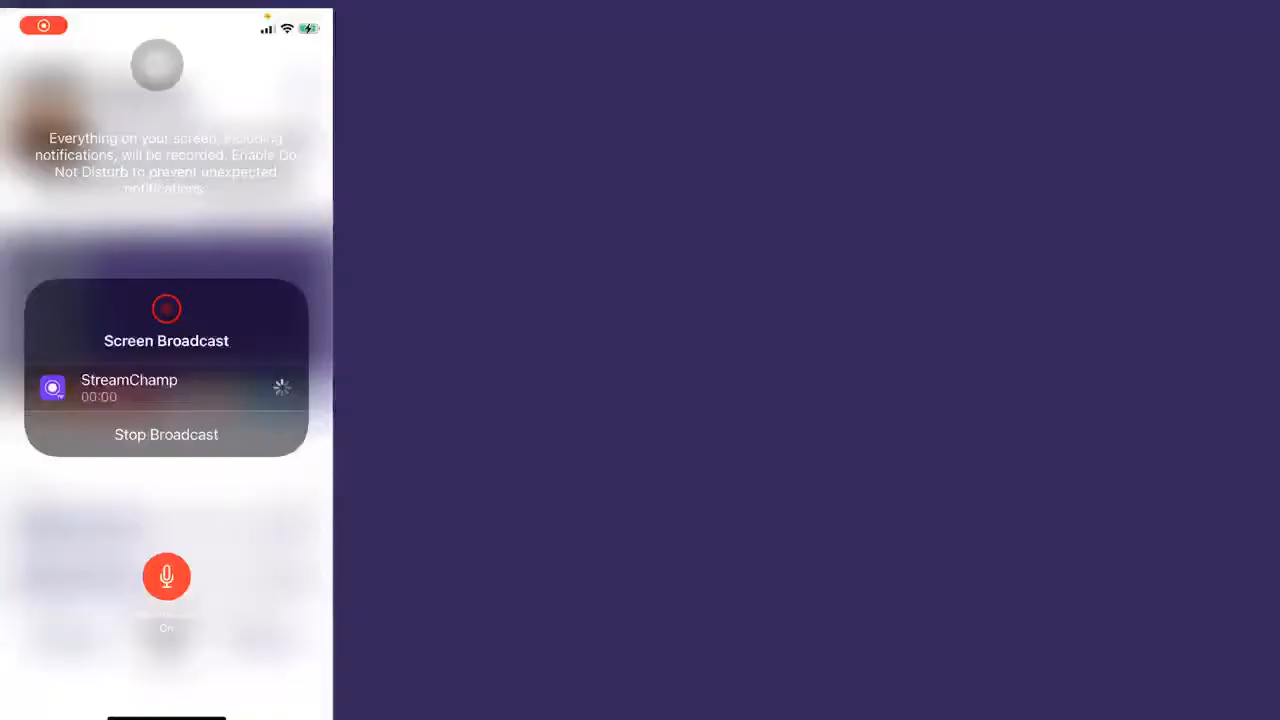 Everything on your screen, including
notifications, will be recorded. Enable Do
Not Disturb to prevent unexpected
notifications.
Screen Broadcast
StreamChamp
00:00
Stop Broadcast
On